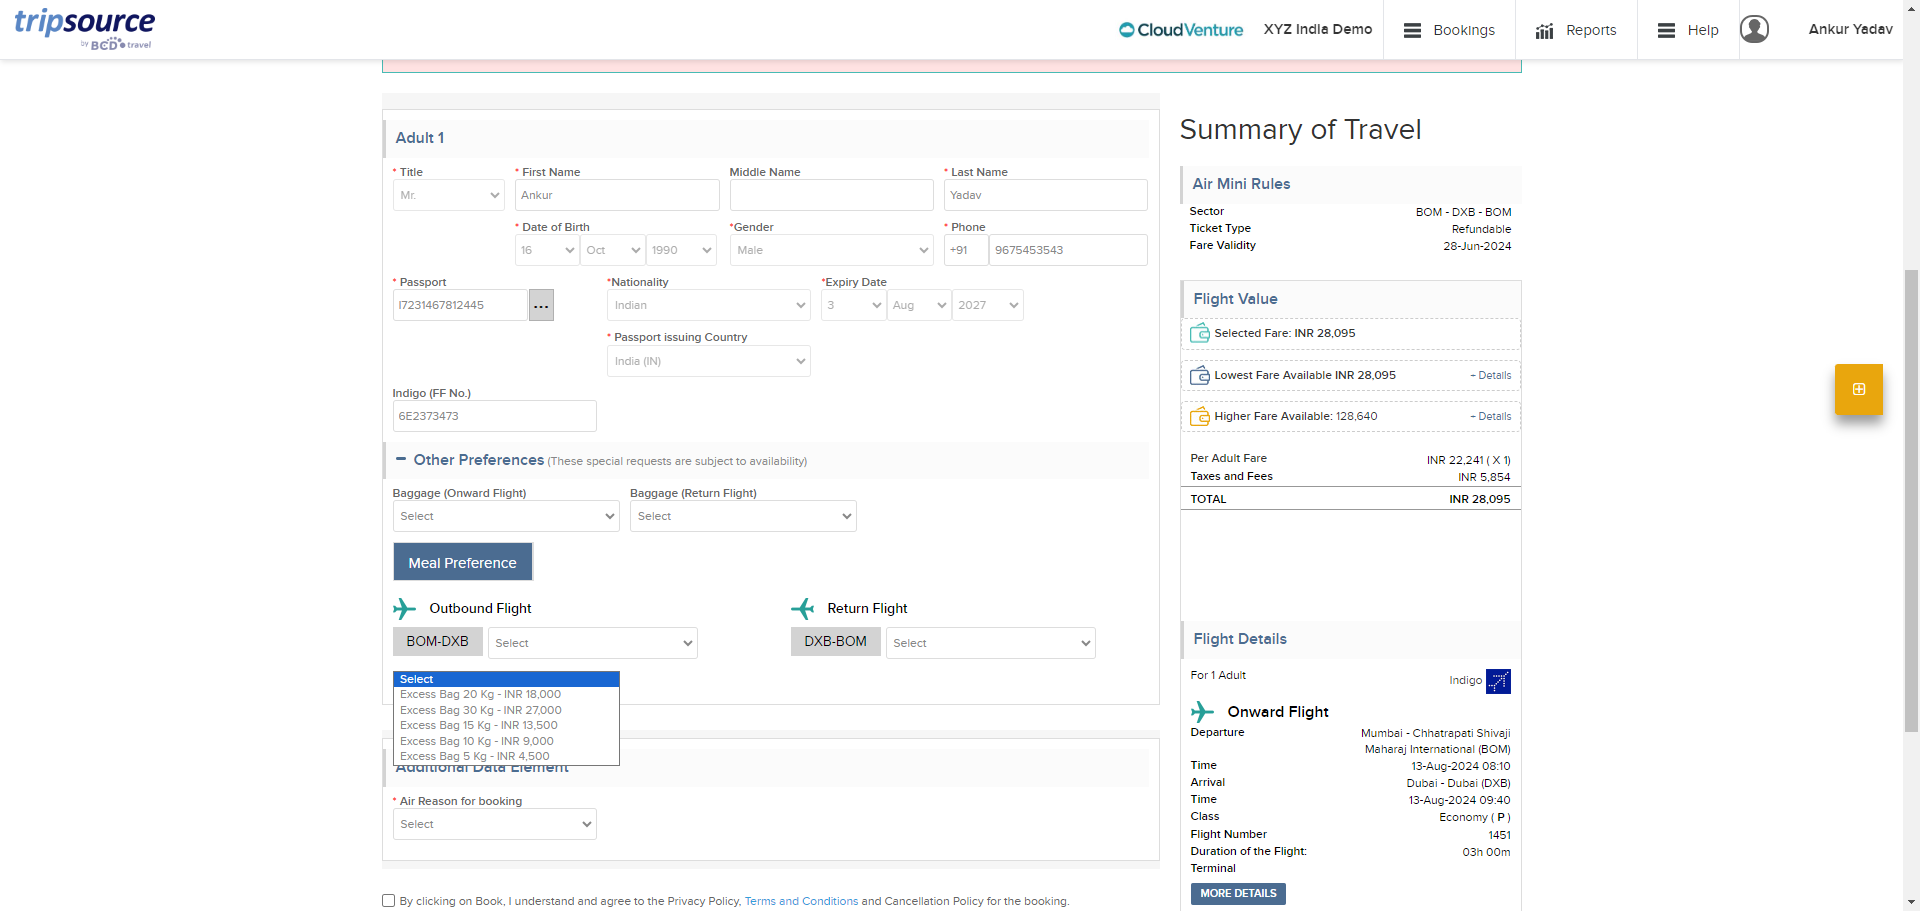 tripsource
by BCD travel
CloudVenture
XYZ India Demo
Bookings
Reports
Help
Ankur Yadav
Adult 1
* Title
* First Name
Middle Name
* Last Name
Mr.
Ankur
Yadav
* Date of Birth
*Gender
* Phone
16
Oct
1990
Male
+91
9675453543
* Passport
*Nationality
*Expiry Date
I7231467812445
...
Indian
3
Aug
2027
* Passport issuing Country
India (IN)
Indigo (FF No.)
6E2373473
Other Preferences (These special requests are subject to availability)
Baggage (Onward Flight)
Baggage (Return Flight)
Select
Select
Meal Preference
Outbound Flight
Return Flight
BOM-DXB
Select
DXB-BOM
Select
Select
Excess Bag 20 Kg - INR 18,000
Excess Bag 30 Kg - INR 27,000
Excess Bag 15 Kg - INR 13,500
Excess Bag 10 Kg - INR 9,000
Excess Bag 5 Kg - INR 4,500
Additional Data Element
* Air Reason for booking
Select
By clicking on Book, I understand and agree to the Privacy Policy, Terms and Conditions and Cancellation Policy for the booking.
Summary of Travel
Air Mini Rules
Sector BOM - DXB - BOM
Ticket Type Refundable
Fare Validity 28-Jun-2024
Flight Value
Selected Fare: INR 28,095
Lowest Fare Available INR 28,095 + Details
Higher Fare Available: 128,640 + Details
Per Adult Fare INR 22,241 ( X 1)
Taxes and Fees INR 5,854
TOTAL INR 28,095
Flight Details
For 1 Adult
Indigo
Onward Flight
Departure Mumbai - Chhatrapati Shivaji
Maharaj International (BOM)
Time 13-Aug-2024 08:10
Arrival Dubai - Dubai (DXB)
Time 13-Aug-2024 09:40
Class Economy ( P )
Flight Number 1451
Duration of the Flight: 03h 00m
Terminal
MORE DETAILS